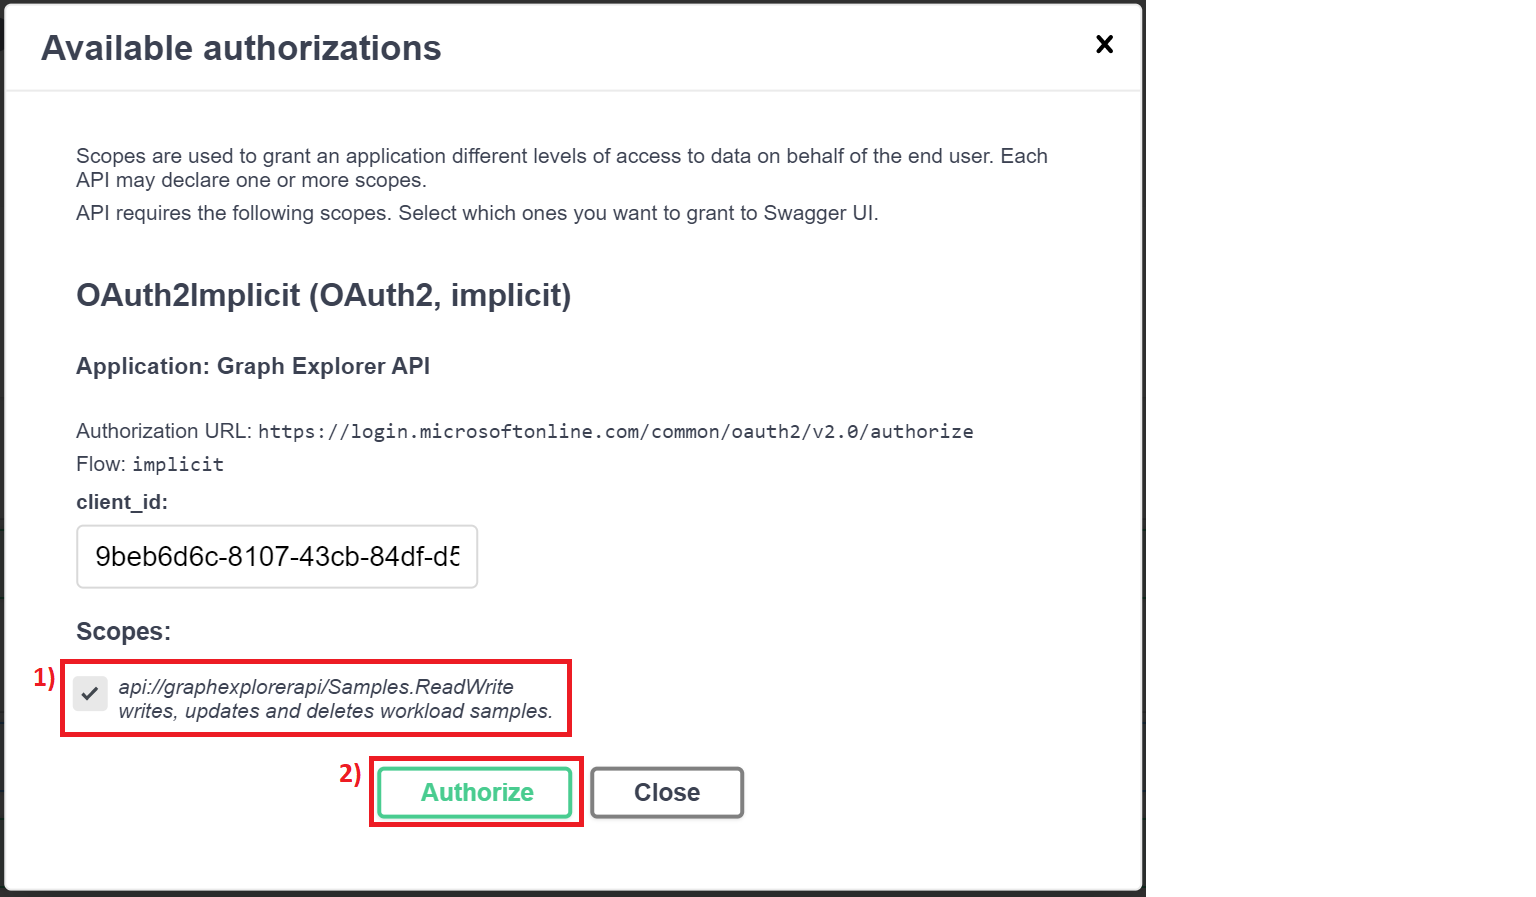 Available authorizations
Scopes are used to grant an application different levels of access to data on behalf of the end user. Each
API may declare one or more scopes.
API requires the following scopes. Select which ones you want to grant to Swagger UI.
OAuth2Implicit (OAuth2, implicit)
Application: Graph Explorer API
Authorization URL: https://login.microsoftonline.com/common/oauth2/v2.0/authorize
Flow: implicit
client_id:
9beb6d6c-8107-43cb-84df-d5
Scopes:
1) api://graphexplorerapi/Samples.ReadWrite
writes, updates and deletes workload samples.
2) Authorize Close